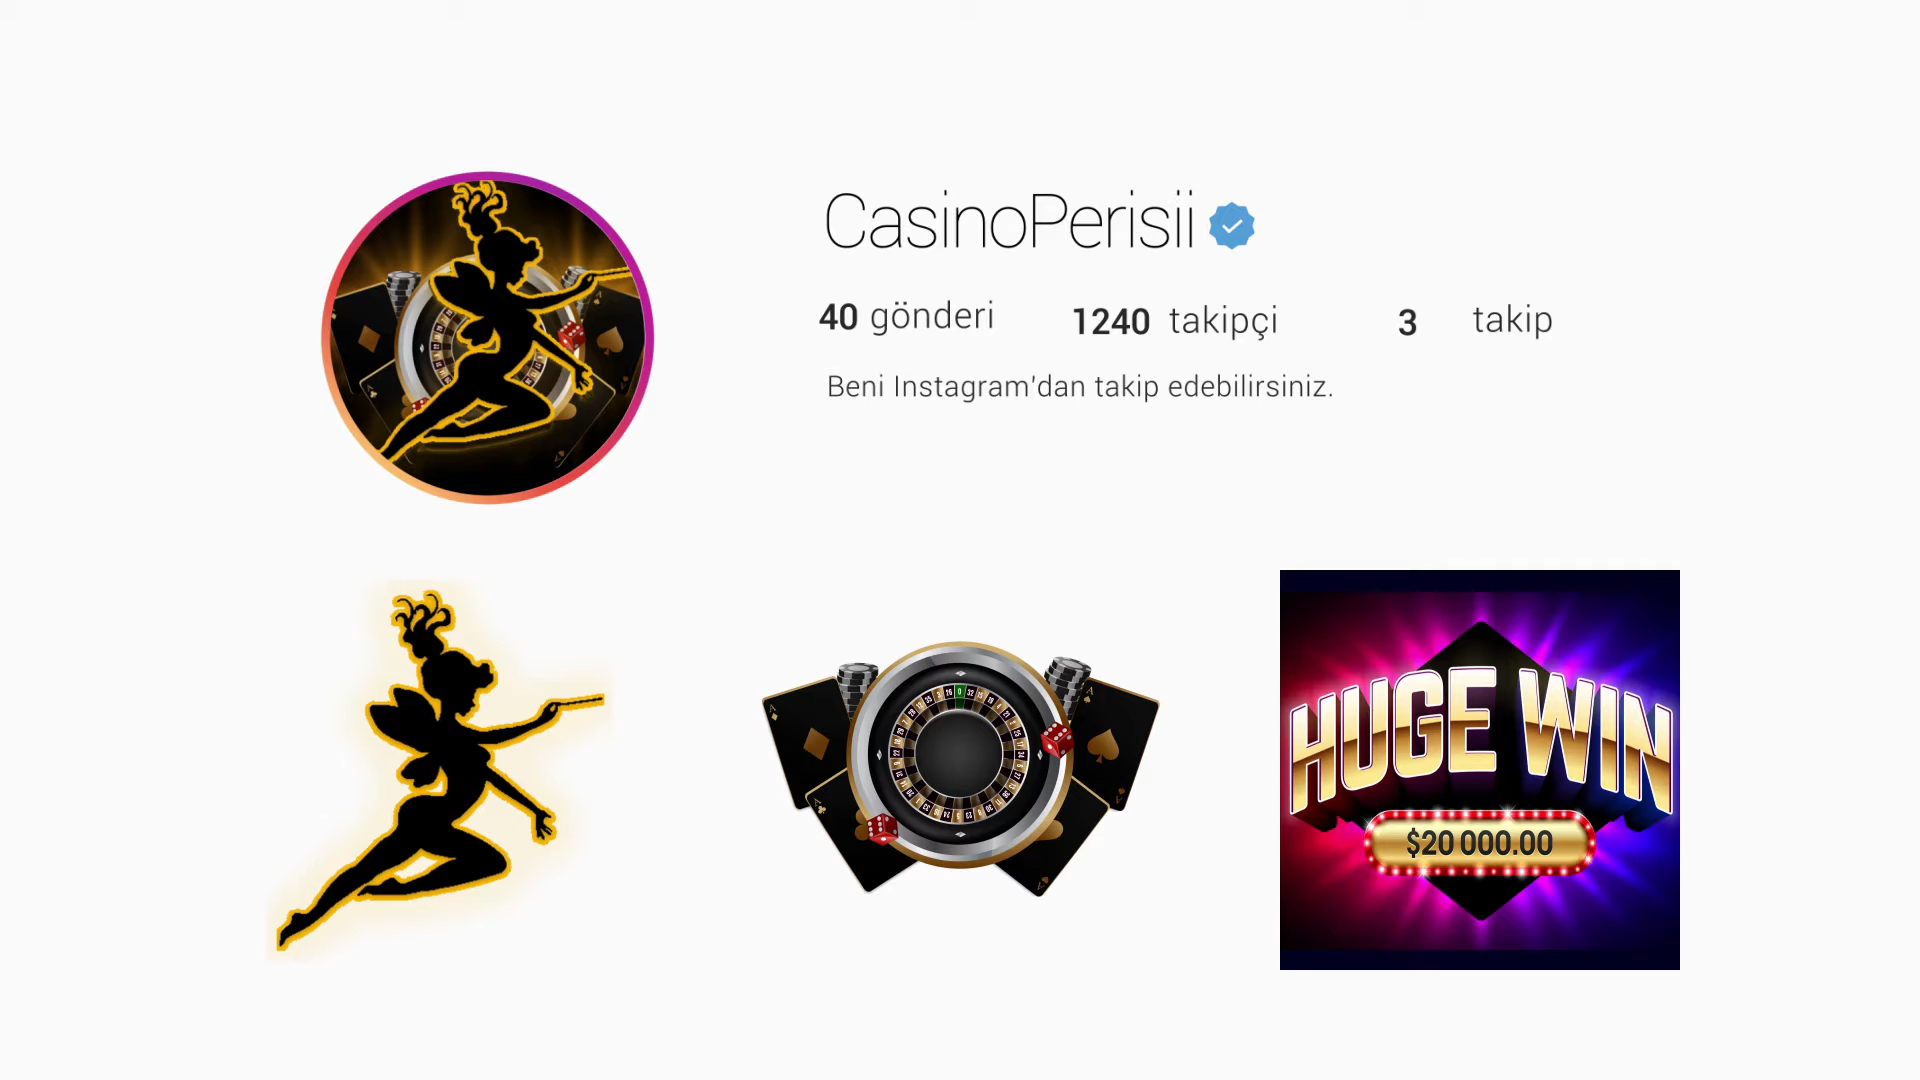 CasinoPerisii
40 gönderi 1240 takipçi 3 takip
Beni Instagram'dan takip edebilirsiniz.
HUGE WIN
$20 000.00